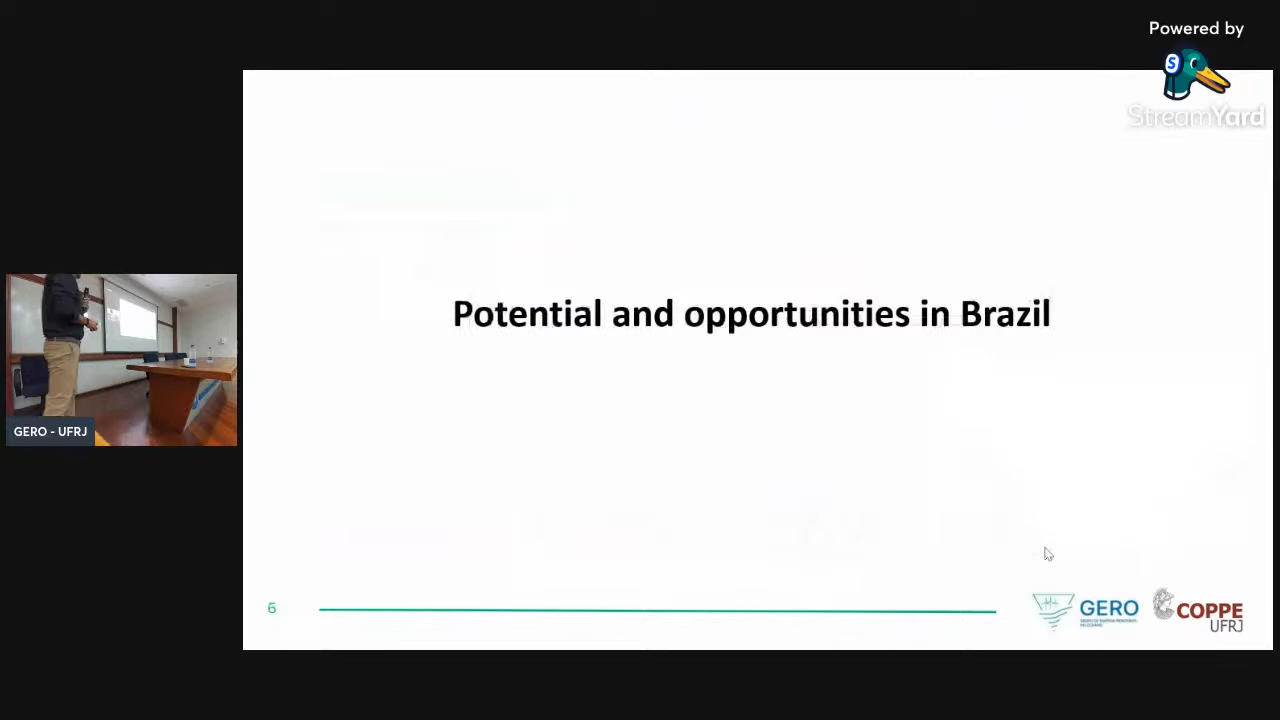 Powered by
S
StreamYard
Potential and opportunities in Brazil
GERO - UFRJ
6
GERO
COPPE
UFRJ